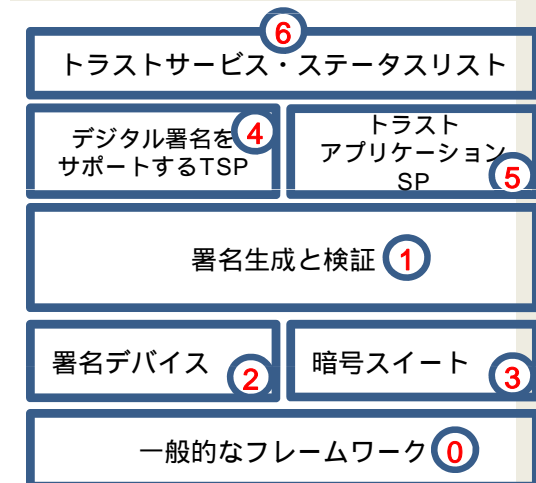 6
トラストサービス・ステータスリスト
デジタル署名を
サポートするTSP
4
トラスト
アプリケーション
SP
5
署名生成と検証
1
署名デバイス
2
暗号スイート
3
一般的なフレームワーク
0